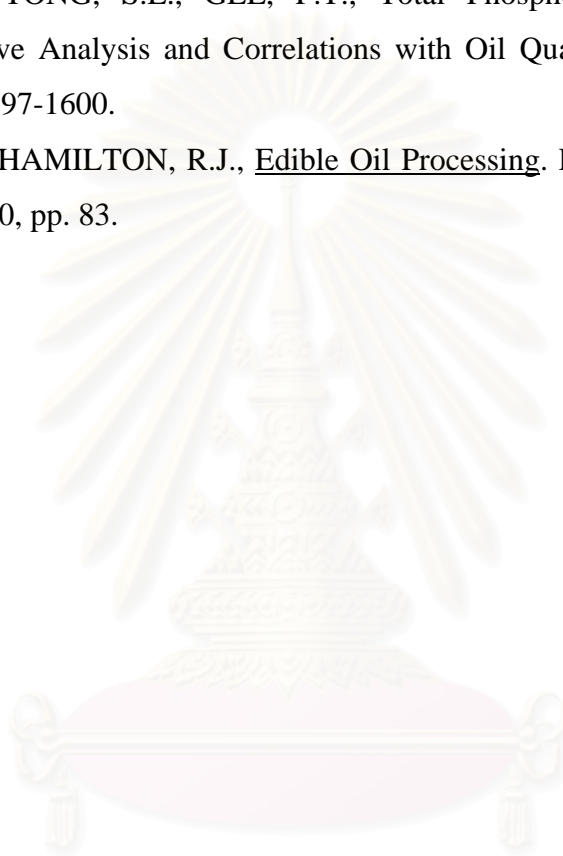 TONG, S.L., GEE, P.T., Total Phosph
ve Analysis and Correlations with Oil Qua
97-1600.
HAMILTON, R.J., Edible Oil Processing.
0, pp. 83.